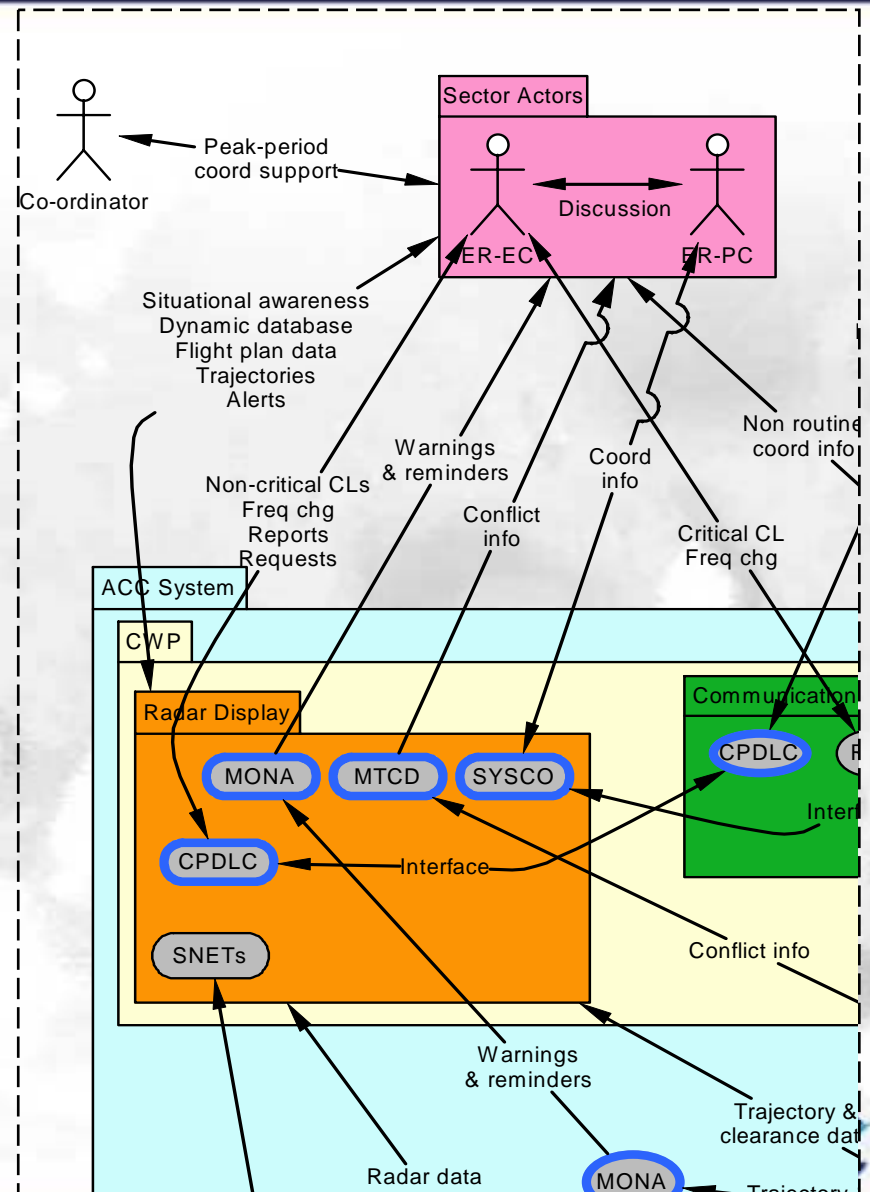 Sector Actors
Peak-period
coord support
Co-ordinator
Discussion
ER-EC
ER-PC
Situational awareness
Dynamic database
Flight plan data
Trajectories
Alerts
Non routine
coord info
Warnings
& reminders
Coord
info
Non-critical CLs
Freq chg
Reports
Requests
Conflict
info
Critical CL
Freq chg
ACC System
CWP
Radar Display
Communication
MONA
MTCD
SYSCO
CPDLC
CPDLC
Interface
SNETs
Conflict info
Warnings
& reminders
Trajectory &
clearance
Radar data
MONA
Trajectory